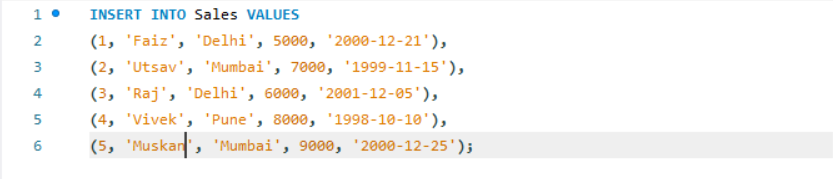 1 INSERT INTO Sales VALUES
2 (1, 'Faiz', 'Delhi', 5000, '2000-12-21'),
3 (2, 'Utsav', 'Mumbai', 7000, '1999-11-15'),
4 (3, 'Raj', 'Delhi', 6000, '2001-12-05'),
5 (4, 'Vivek', 'Pune', 8000, '1998-10-10'),
6 (5, 'Muskan', 'Mumbai', 9000, '2000-12-25');